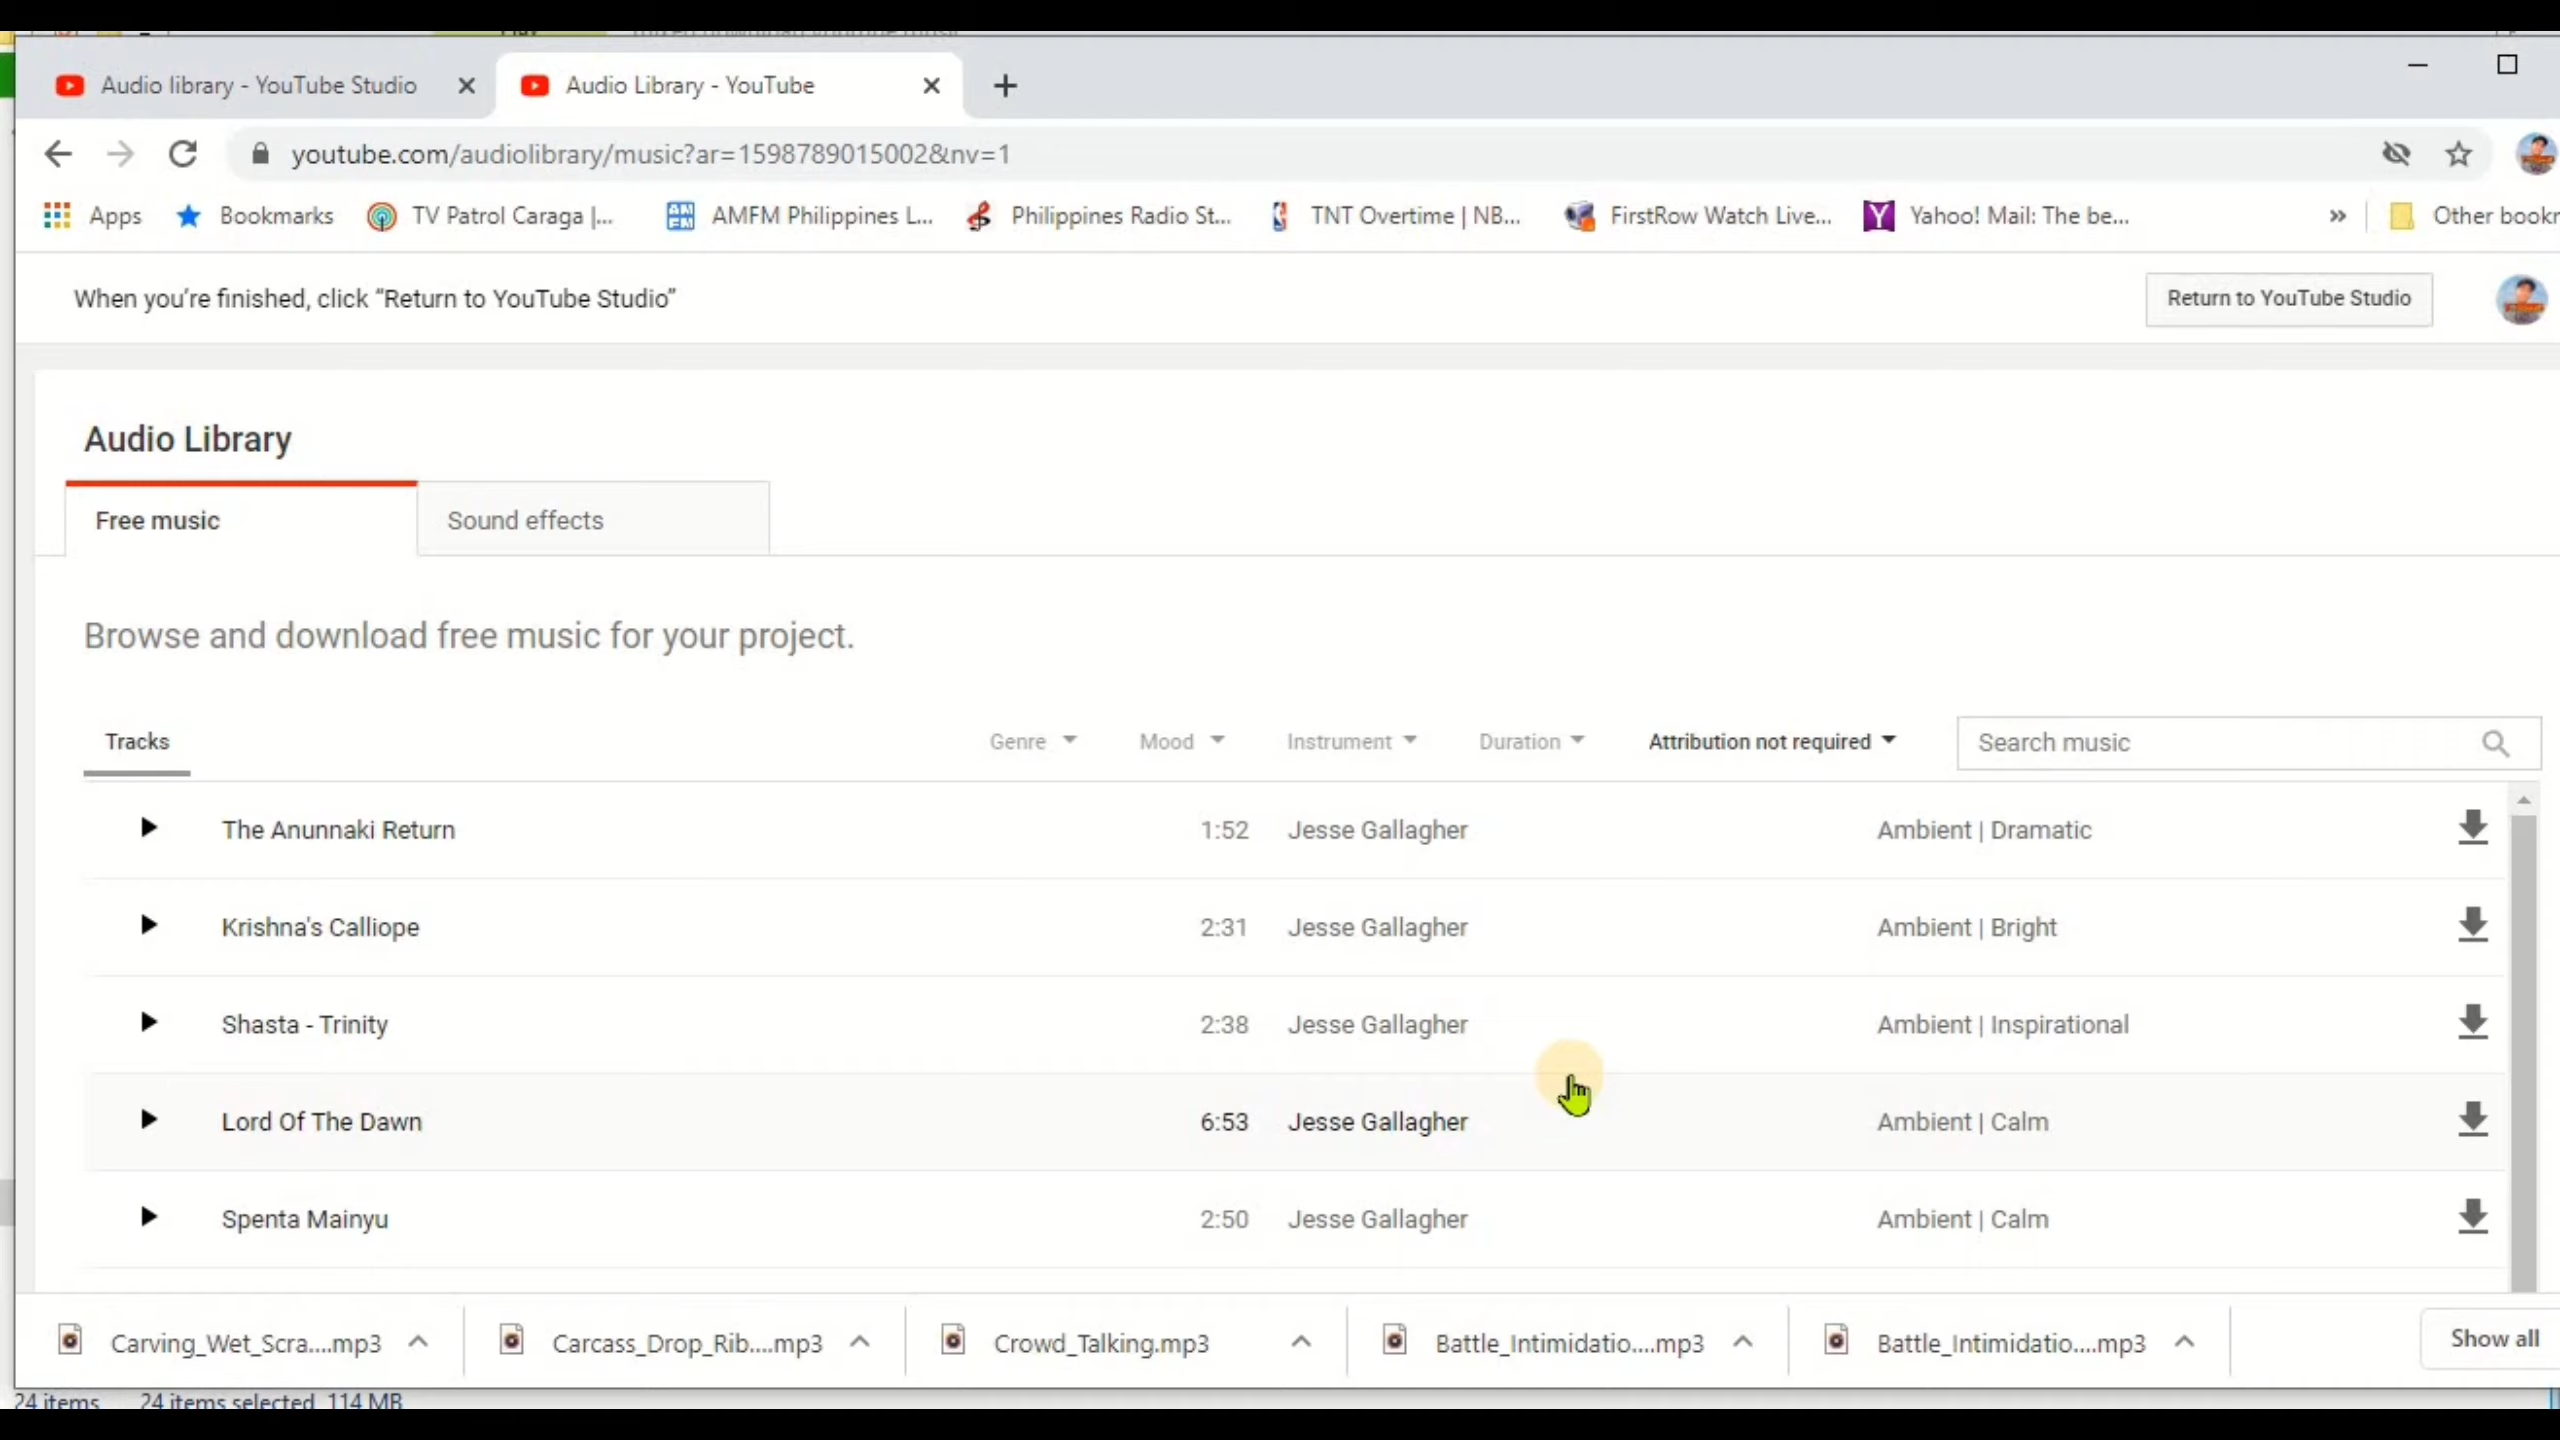 Audio library - YouTube Studio
Audio Library - YouTube
youtube.com/audiolibrary/music?ar=1598789015002&nv=1
Apps Bookmarks TV Patrol Caraga |... AMFM Philippines L... Philippines Radio St... TNT Overtime | NB... FirstRow Watch Live... Yahoo! Mail: The be... » Other bookr
When you're finished, click “Return to YouTube Studio” Return to YouTube Studio
Audio Library
Free music Sound effects
Browse and download free music for your project.
Tracks Genre Mood Instrument Duration Attribution not required Search music
The Anunnaki Return 1:52 Jesse Gallagher Ambient | Dramatic
Krishna's Calliope 2:31 Jesse Gallagher Ambient | Bright
Shasta - Trinity 2:38 Jesse Gallagher Ambient | Inspirational
Lord Of The Dawn 6:53 Jesse Gallagher Ambient | Calm
Spenta Mainyu 2:50 Jesse Gallagher Ambient | Calm
Carving_Wet_Scra....mp3 Carcass_Drop_Rib....mp3 Crowd_Talking.mp3 Battle_Intimidatio....mp3 Battle_Intimidatio....mp3 Show all
24 items 24 items selected 114 MB